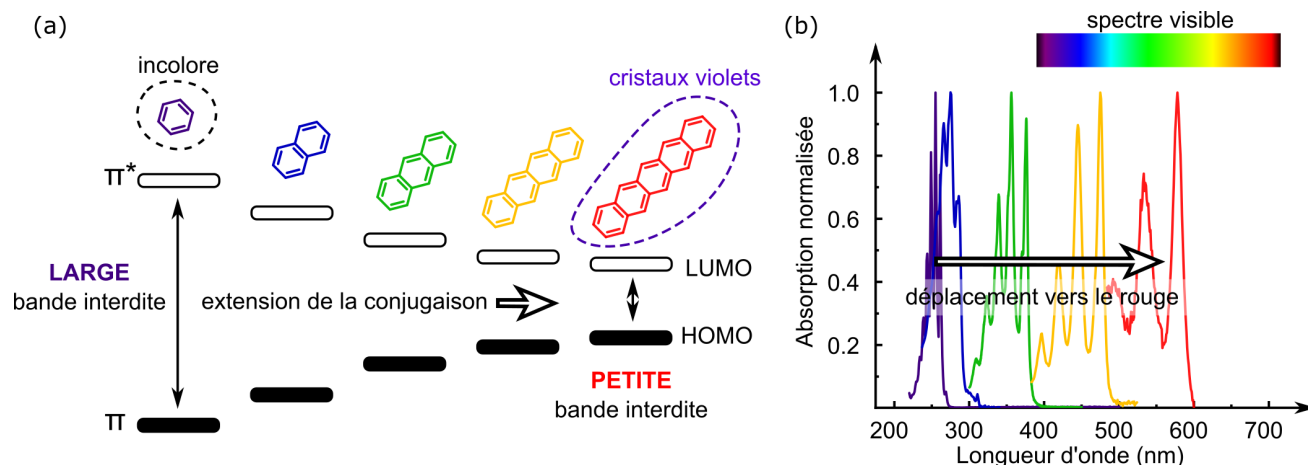 (a)
incolore
cristaux violets
π*
LARGE
bande interdite
extension de la conjugaison
LUMO
HOMO
PETITE
bande interdite
π
(b)
spectre visible
Absorption normalisée
1.0
0.8
0.6
0.4
0.2
déplacement vers le rouge
200 300 400 500 600 700
Longueur d'onde (nm)